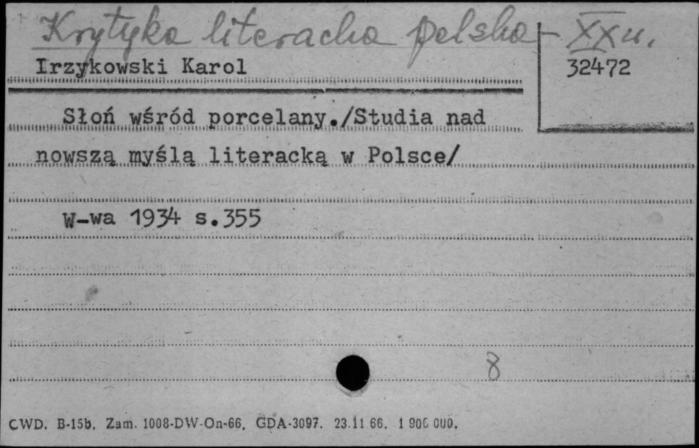 Krytyka literacka polska - XX w.
Irzykowski Karol
32472
Słoń wśród porcelany./Studia nad
nowszą myślą literacką w Polsce/
W-wa 1934 s.355
8
CWD. B-15b. Zam. 1008-DW-On-66. GDA-3097. 23.11 66. 1 900 000.